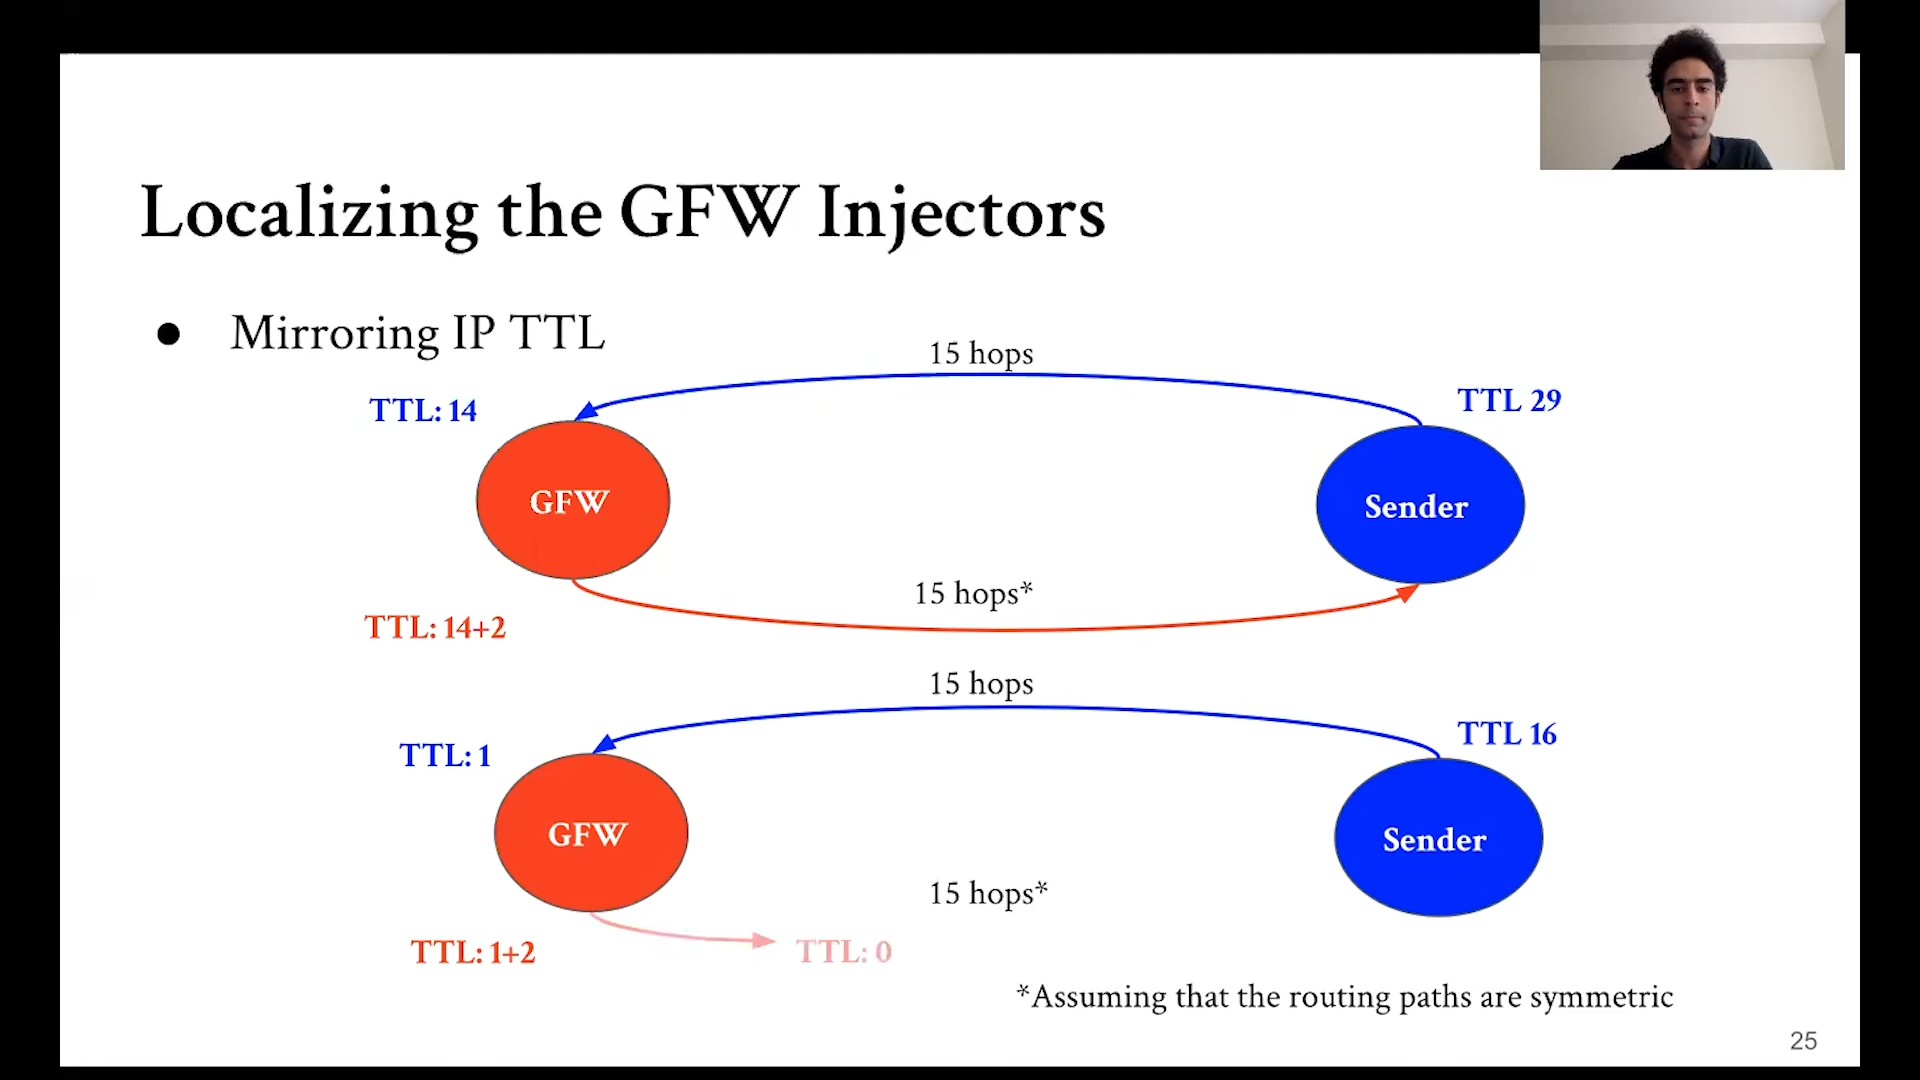 Localizing the GFW Injectors
● Mirroring IP TTL
15 hops
TTL: 14
TTL 29
GFW
Sender
15 hops*
TTL: 14+2
15 hops
TTL: 1
TTL 16
GFW
Sender
15 hops*
TTL: 1+2
TTL: 0
*Assuming that the routing paths are symmetric
25